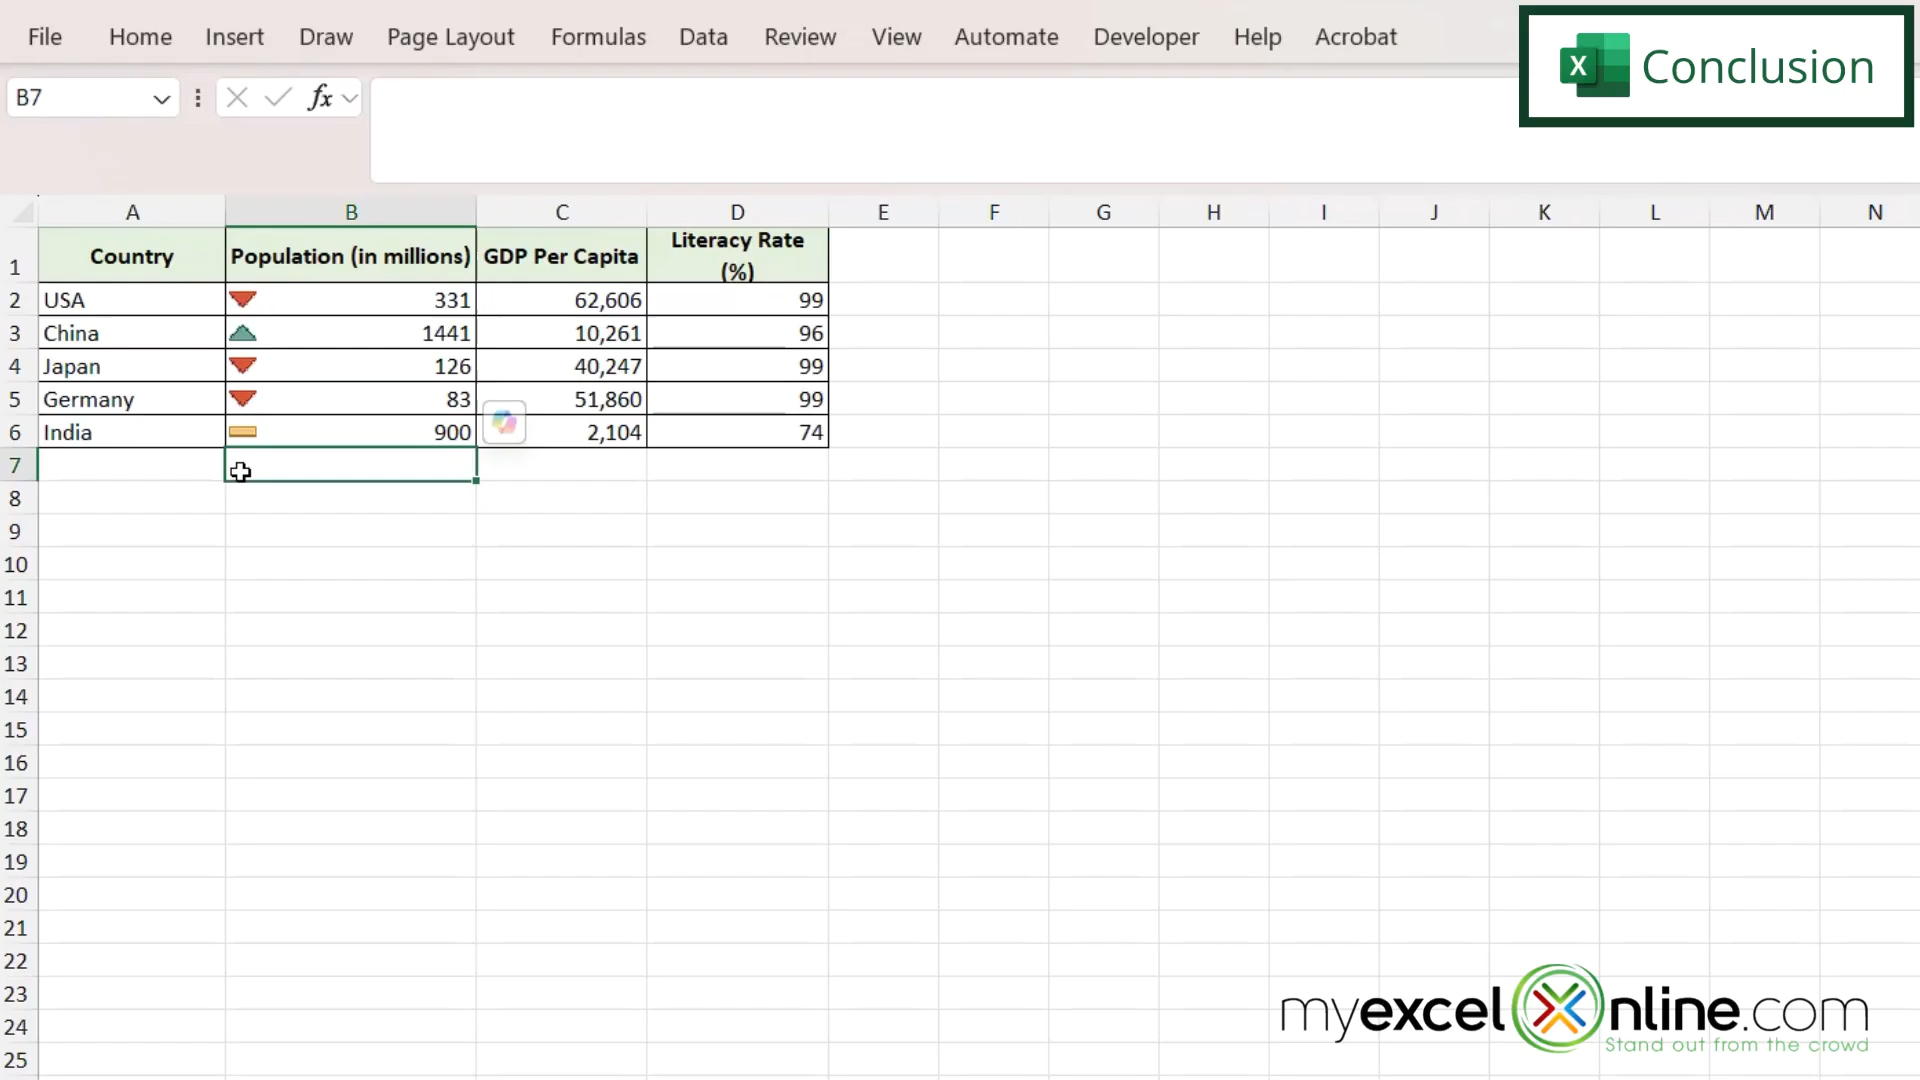 File Home Insert Draw Page Layout Formulas Data Review View Automate Developer Help Acrobat
X Conclusion
B7 fx
A B C D E F G H I J K L M N
1 Country Population (in millions) GDP Per Capita Literacy Rate
(%)
2 USA 331 62,606 99
3 China 1441 10,261 96
4 Japan 126 40,247 99
5 Germany 83 51,860 99
6 India 900 2,104 74
7
8
9
10
11
12
13
14
15
16
17
18
19
20
21
22
23
24
25
myexcelonline.com
Stand out from the crowd